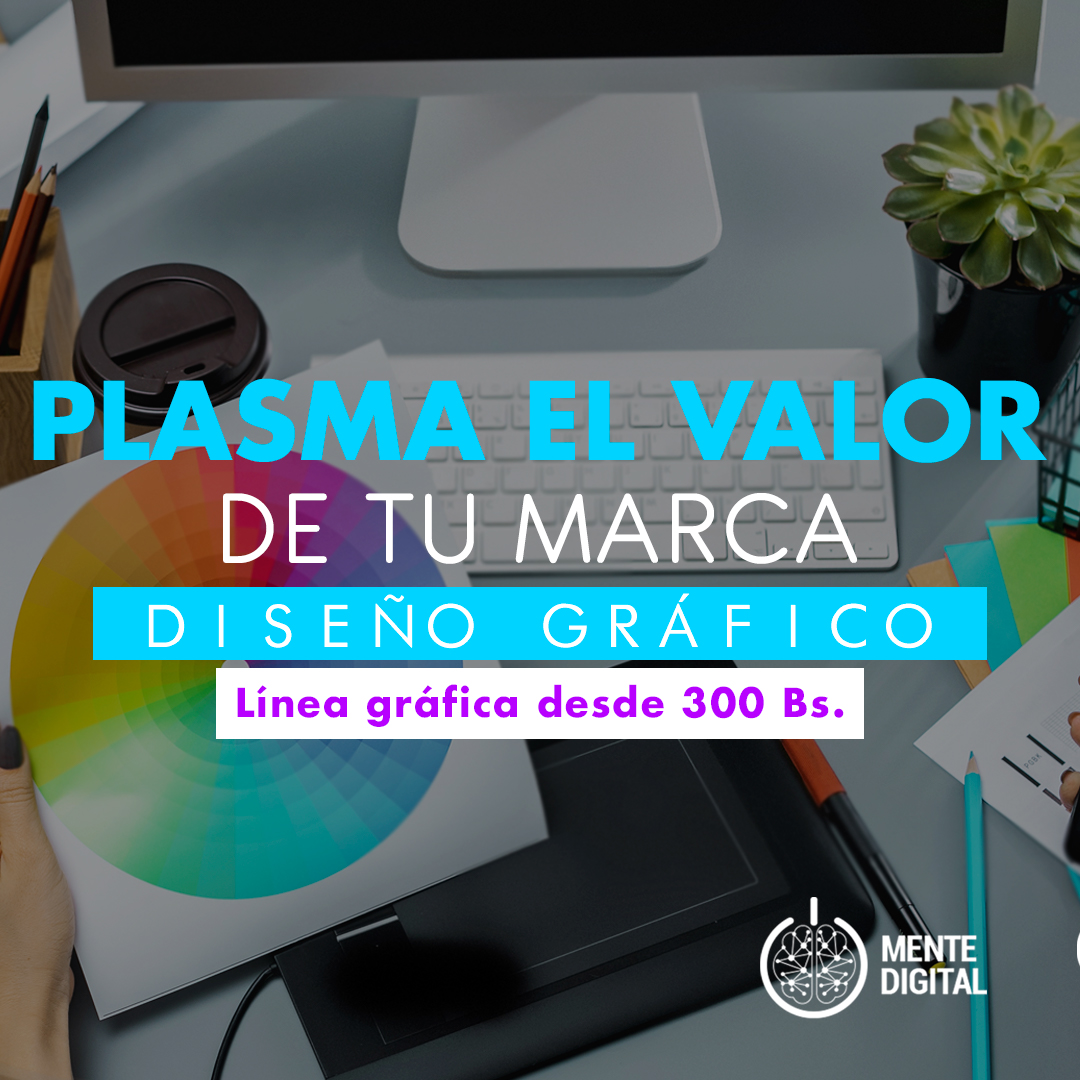 PLASMA EL VALOR
DE TU MARCA
DISEÑO GRÁFICO
Línea gráfica desde 300 Bs.
MENTE
DIGITAL